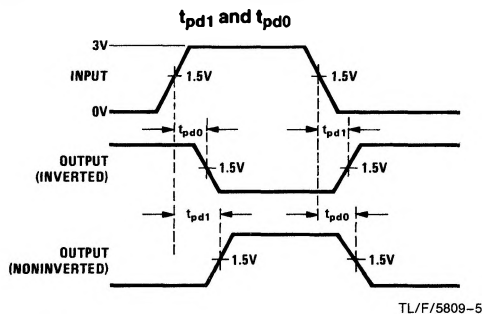 tpd1 and tpd0
3V
INPUT
1.5V
1.5V
0V
tpd0
tpd1
OUTPUT
(INVERTED)
1.5V
1.5V
tpd1
tpd0
OUTPUT
(NONINVERTED)
1.5V
1.5V
TL/F/5809–5